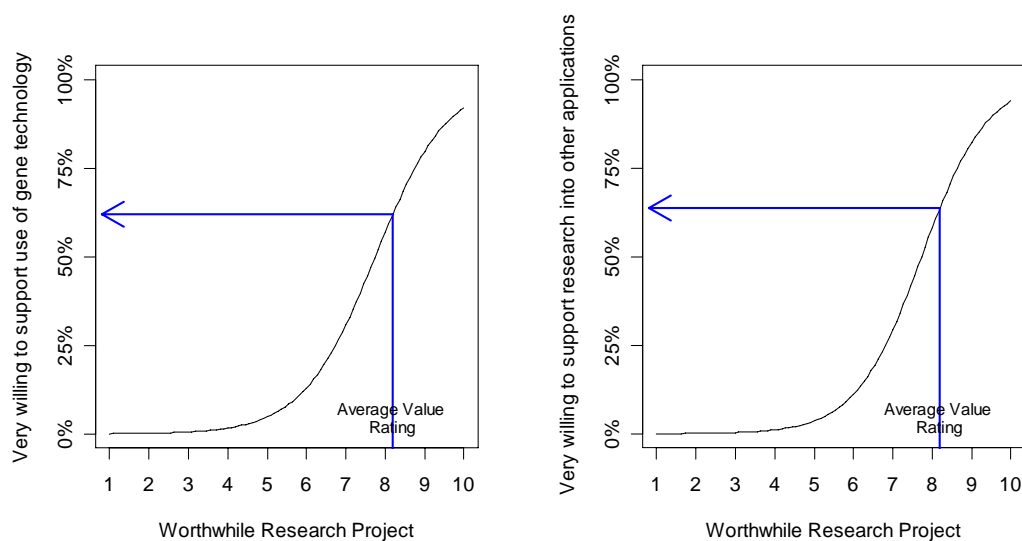 Very willing to support use of gene technology
100%
75%
50%
25%
0%
Average Value
Rating
1 2 3 4 5 6 7 8 9 10
Worthwhile Research Project
Very willing to support research into other applications
100%
75%
50%
25%
0%
Average Value
Rating
1 2 3 4 5 6 7 8 9 10
Worthwhile Research Project